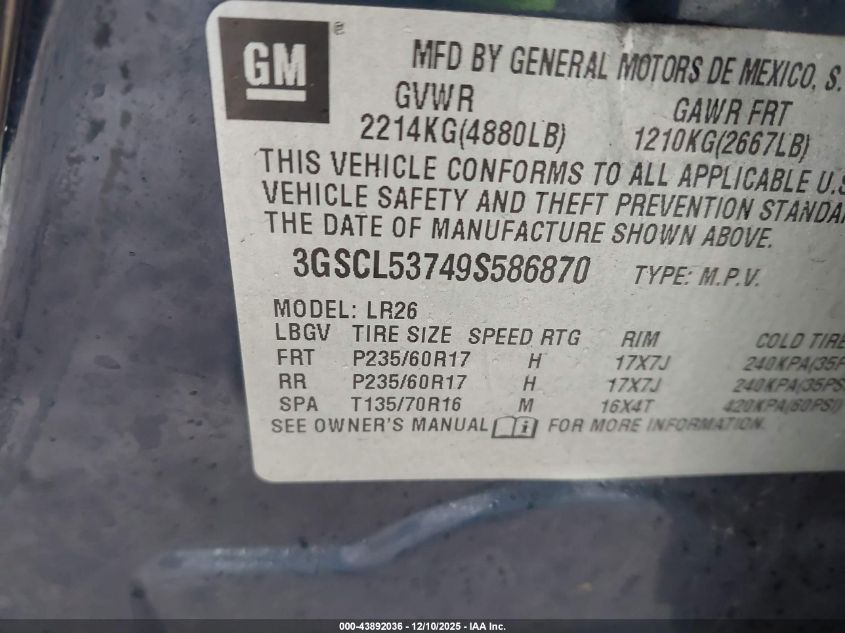 GM
MFD BY GENERAL MOTORS DE MEXICO, S.
GVWR GAWR FRT
2214KG(4880LB) 1210KG(2667LB)
THIS VEHICLE CONFORMS TO ALL APPLICABLE U.S
VEHICLE SAFETY AND THEFT PREVENTION STANDA
THE DATE OF MANUFACTURE SHOWN ABOVE.
3GSCL53749S586870 TYPE: M.P.V.
MODEL: LR26
LBGV TIRE SIZE SPEED RTG RIM COLD TIRE
FRT P235/60R17 H 17X7J 240KPA(35P
RR P235/60R17 H 17X7J 240KPA(35PS
SPA T135/70R16 M 16X4T 420KPA(60PSI)
SEE OWNER'S MANUAL FOR MORE INFORMATION.
000-43892036 - 12/10/2025 - IAA Inc.